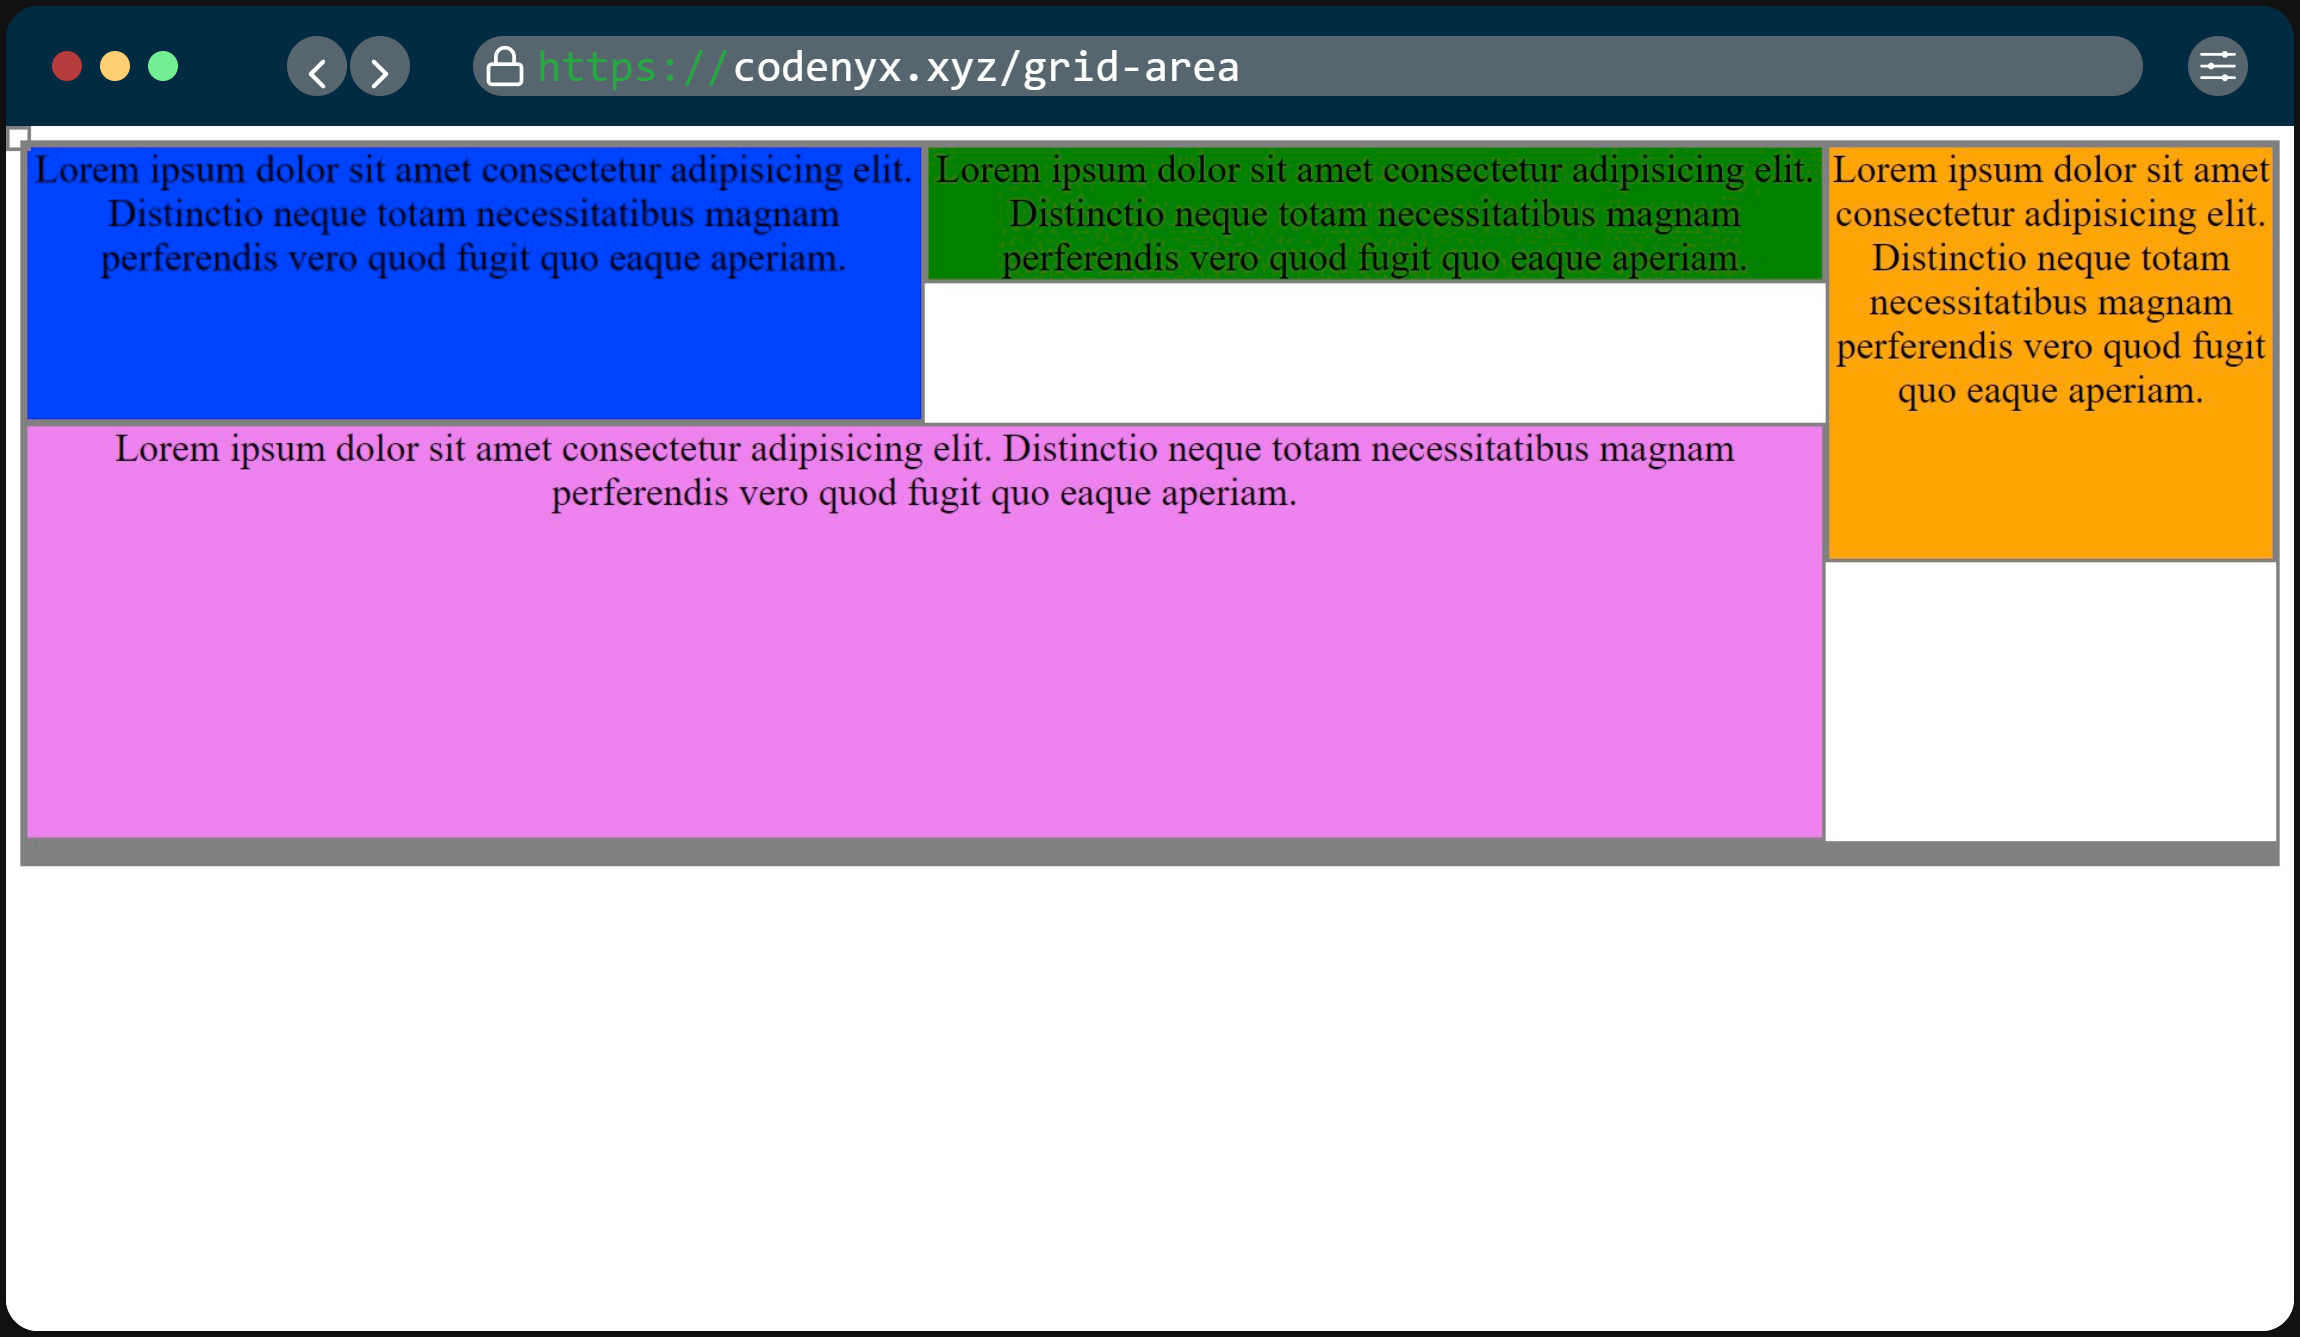 https://codenyx.xyz/grid-area
Lorem ipsum dolor sit amet consectetur adipisicing elit.
Distinctio neque totam necessitatibus magnam
perferendis vero quod fugit quo eaque aperiam.
Lorem ipsum dolor sit amet consectetur adipisicing elit.
Distinctio neque totam necessitatibus magnam
perferendis vero quod fugit quo eaque aperiam.
Lorem ipsum dolor sit amet
consectetur adipisicing elit.
Distinctio neque totam
necessitatibus magnam
perferendis vero quod fugit
quo eaque aperiam.
Lorem ipsum dolor sit amet consectetur adipisicing elit. Distinctio neque totam necessitatibus magnam
perferendis vero quod fugit quo eaque aperiam.